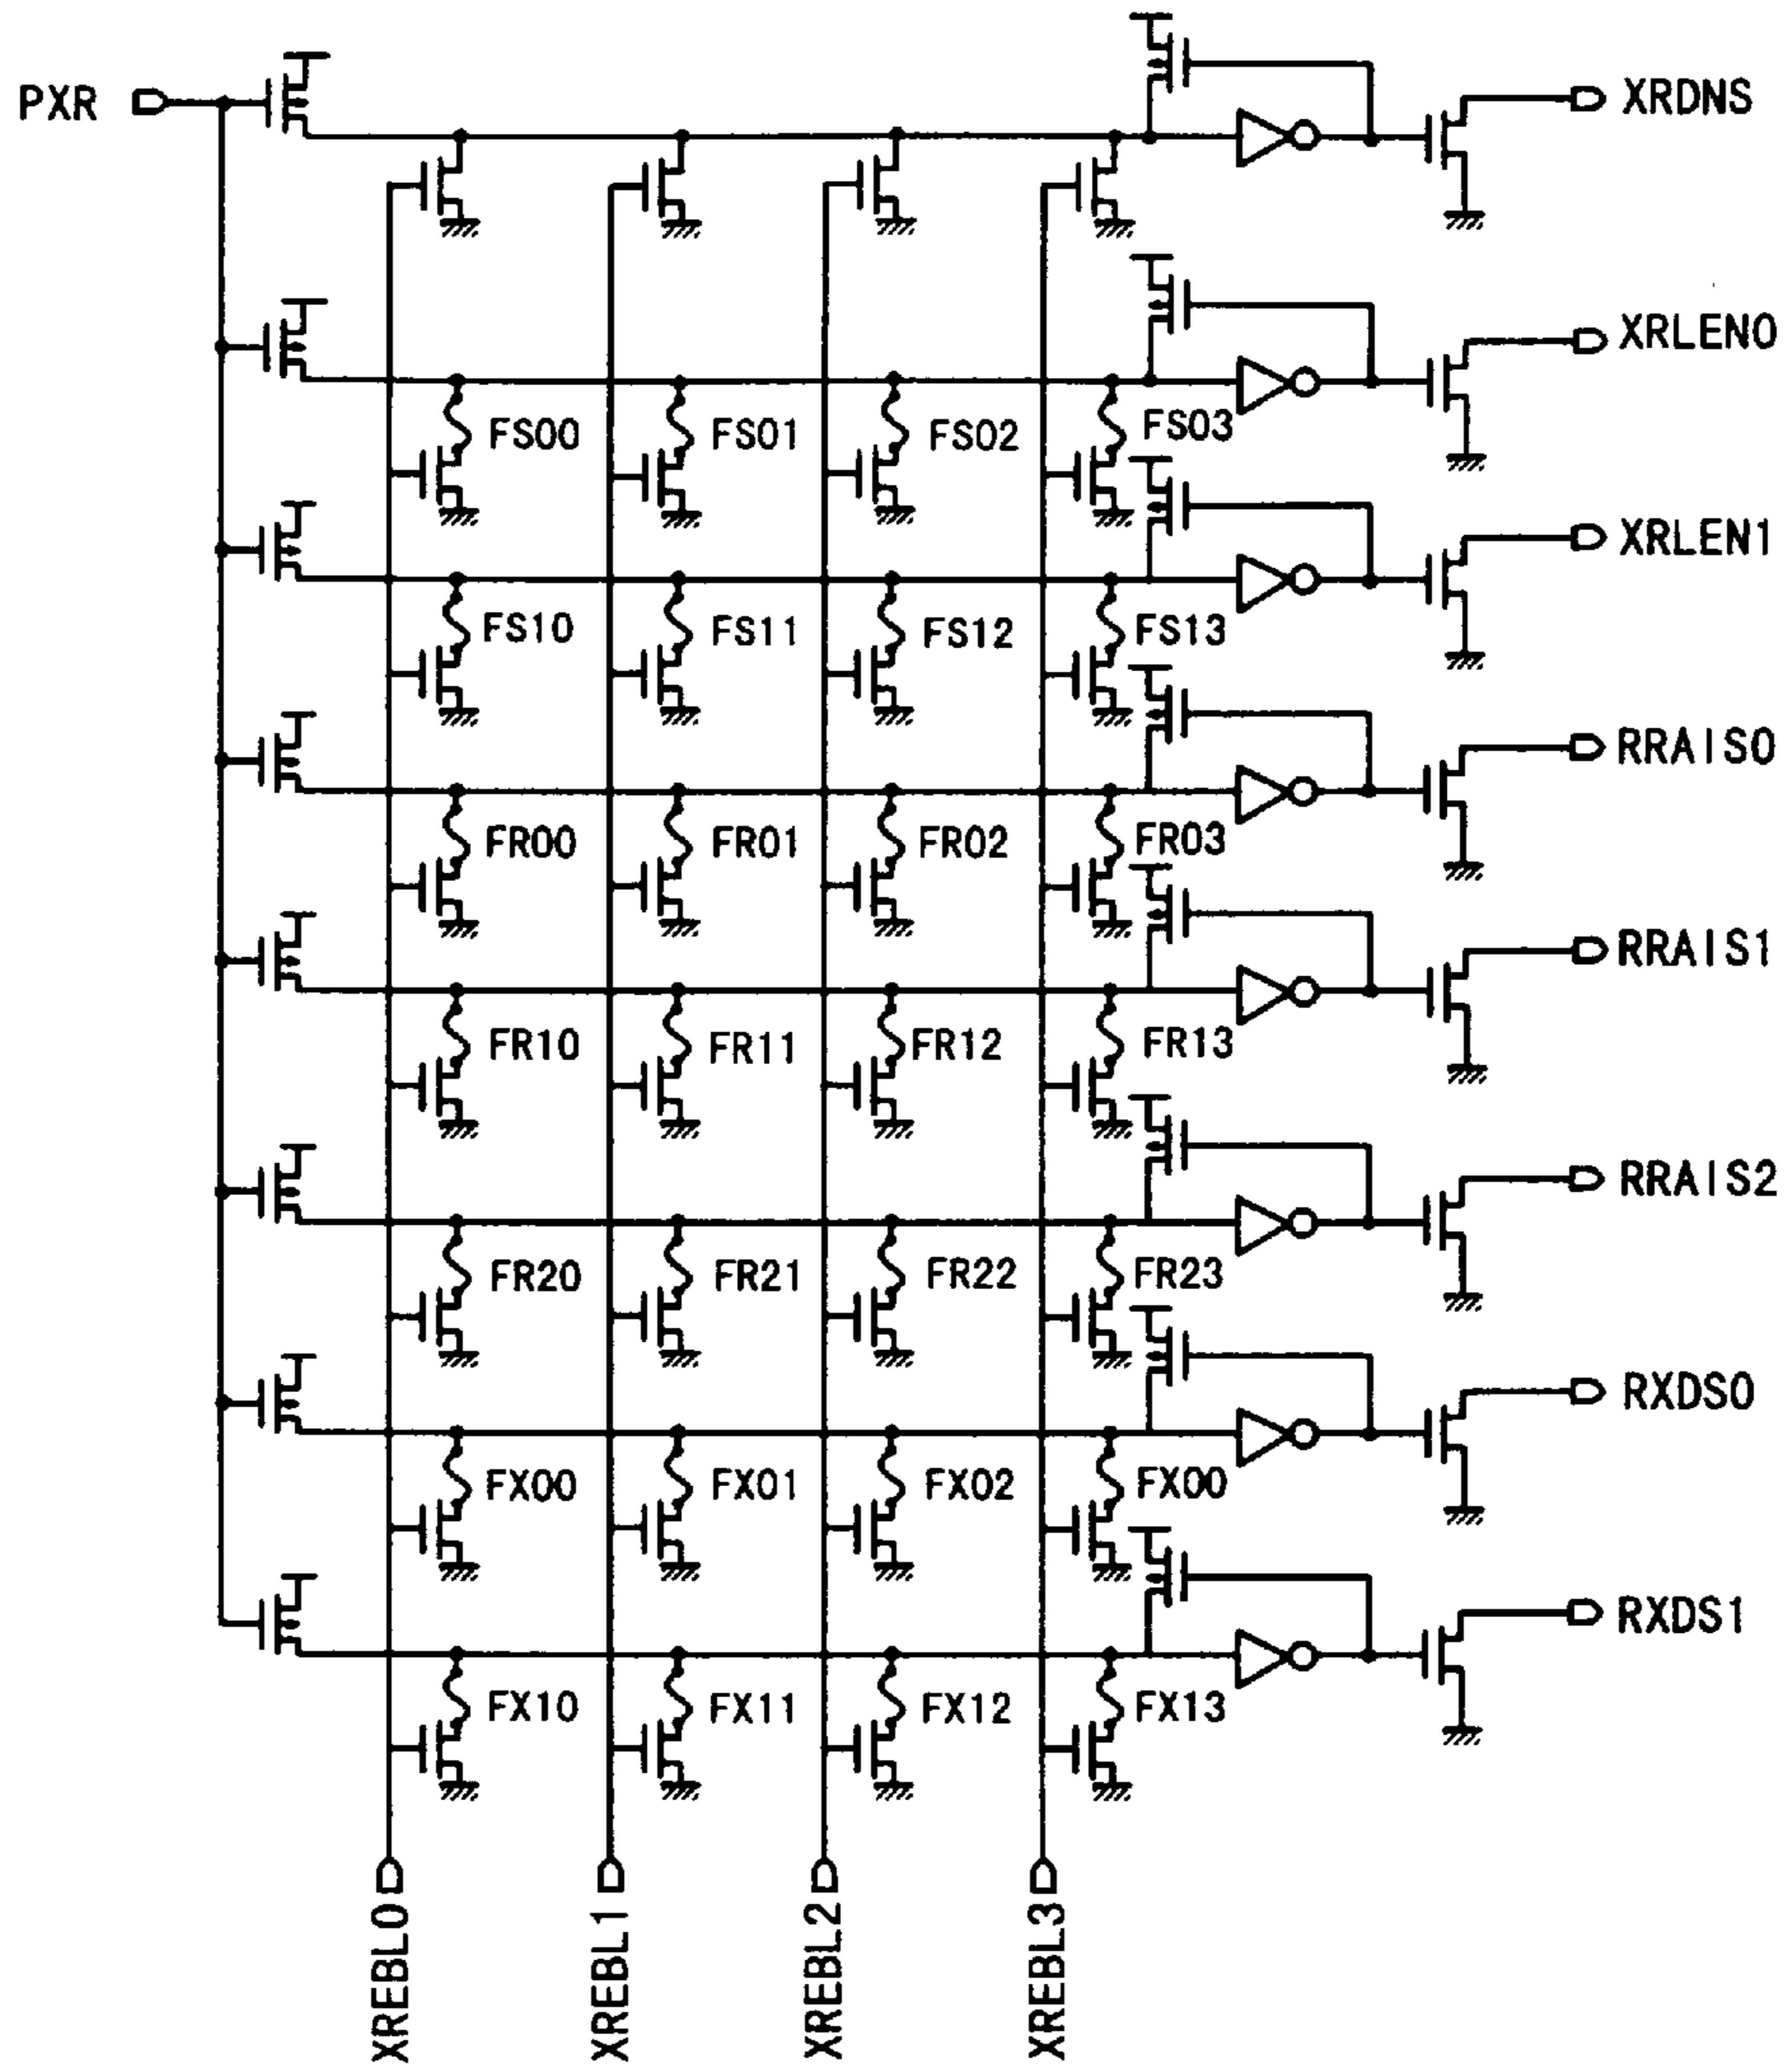 PXR
XRDNS
XRLEN0
FS00 FS01 FS02 FS03
XRLEN1
FS10 FS11 FS12 FS13
RRAIS0
FR00 FR01 FR02 FR03
RRAIS1
FR10 FR11 FR12 FR13
RRAIS2
FR20 FR21 FR22 FR23
RXDS0
FX00 FX01 FX02 FX00
RXDS1
FX10 FX11 FX12 FX13
XREBL0
XREBL1
XREBL2
XREBL3